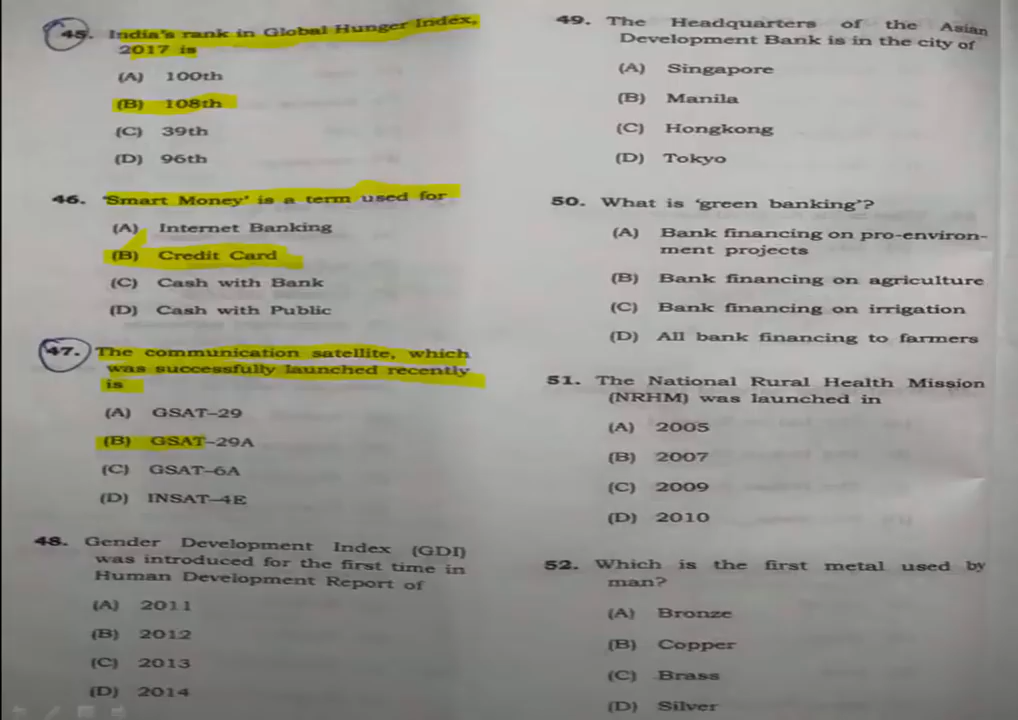 45. India's rank in Global Hunger Index,
2017 is
(A) 100th
(B) 108th
(C) 39th
(D) 96th
46. 'Smart Money' is a term used for
(A) Internet Banking
(B) Credit Card
(C) Cash with Bank
(D) Cash with Public
47. The communication satellite, which
was successfully launched recently
is
(A) GSAT-29
(B) GSAT-29A
(C) GSAT-6A
(D) INSAT-4E
48. Gender Development Index (GDI)
was introduced for the first time in
Human Development Report of
(A) 2011
(B) 2012
(C) 2013
(D) 2014
49. The Headquarters of the Asian
Development Bank is in the city of
(A) Singapore
(B) Manila
(C) Hongkong
(D) Tokyo
50. What is 'green banking'?
(A) Bank financing on pro-environ-
ment projects
(B) Bank financing on agriculture
(C) Bank financing on irrigation
(D) All bank financing to farmers
51. The National Rural Health Mission
(NRHM) was launched in
(A) 2005
(B) 2007
(C) 2009
(D) 2010
52. Which is the first metal used by
man?
(A) Bronze
(B) Copper
(C) Brass
(D) Silver